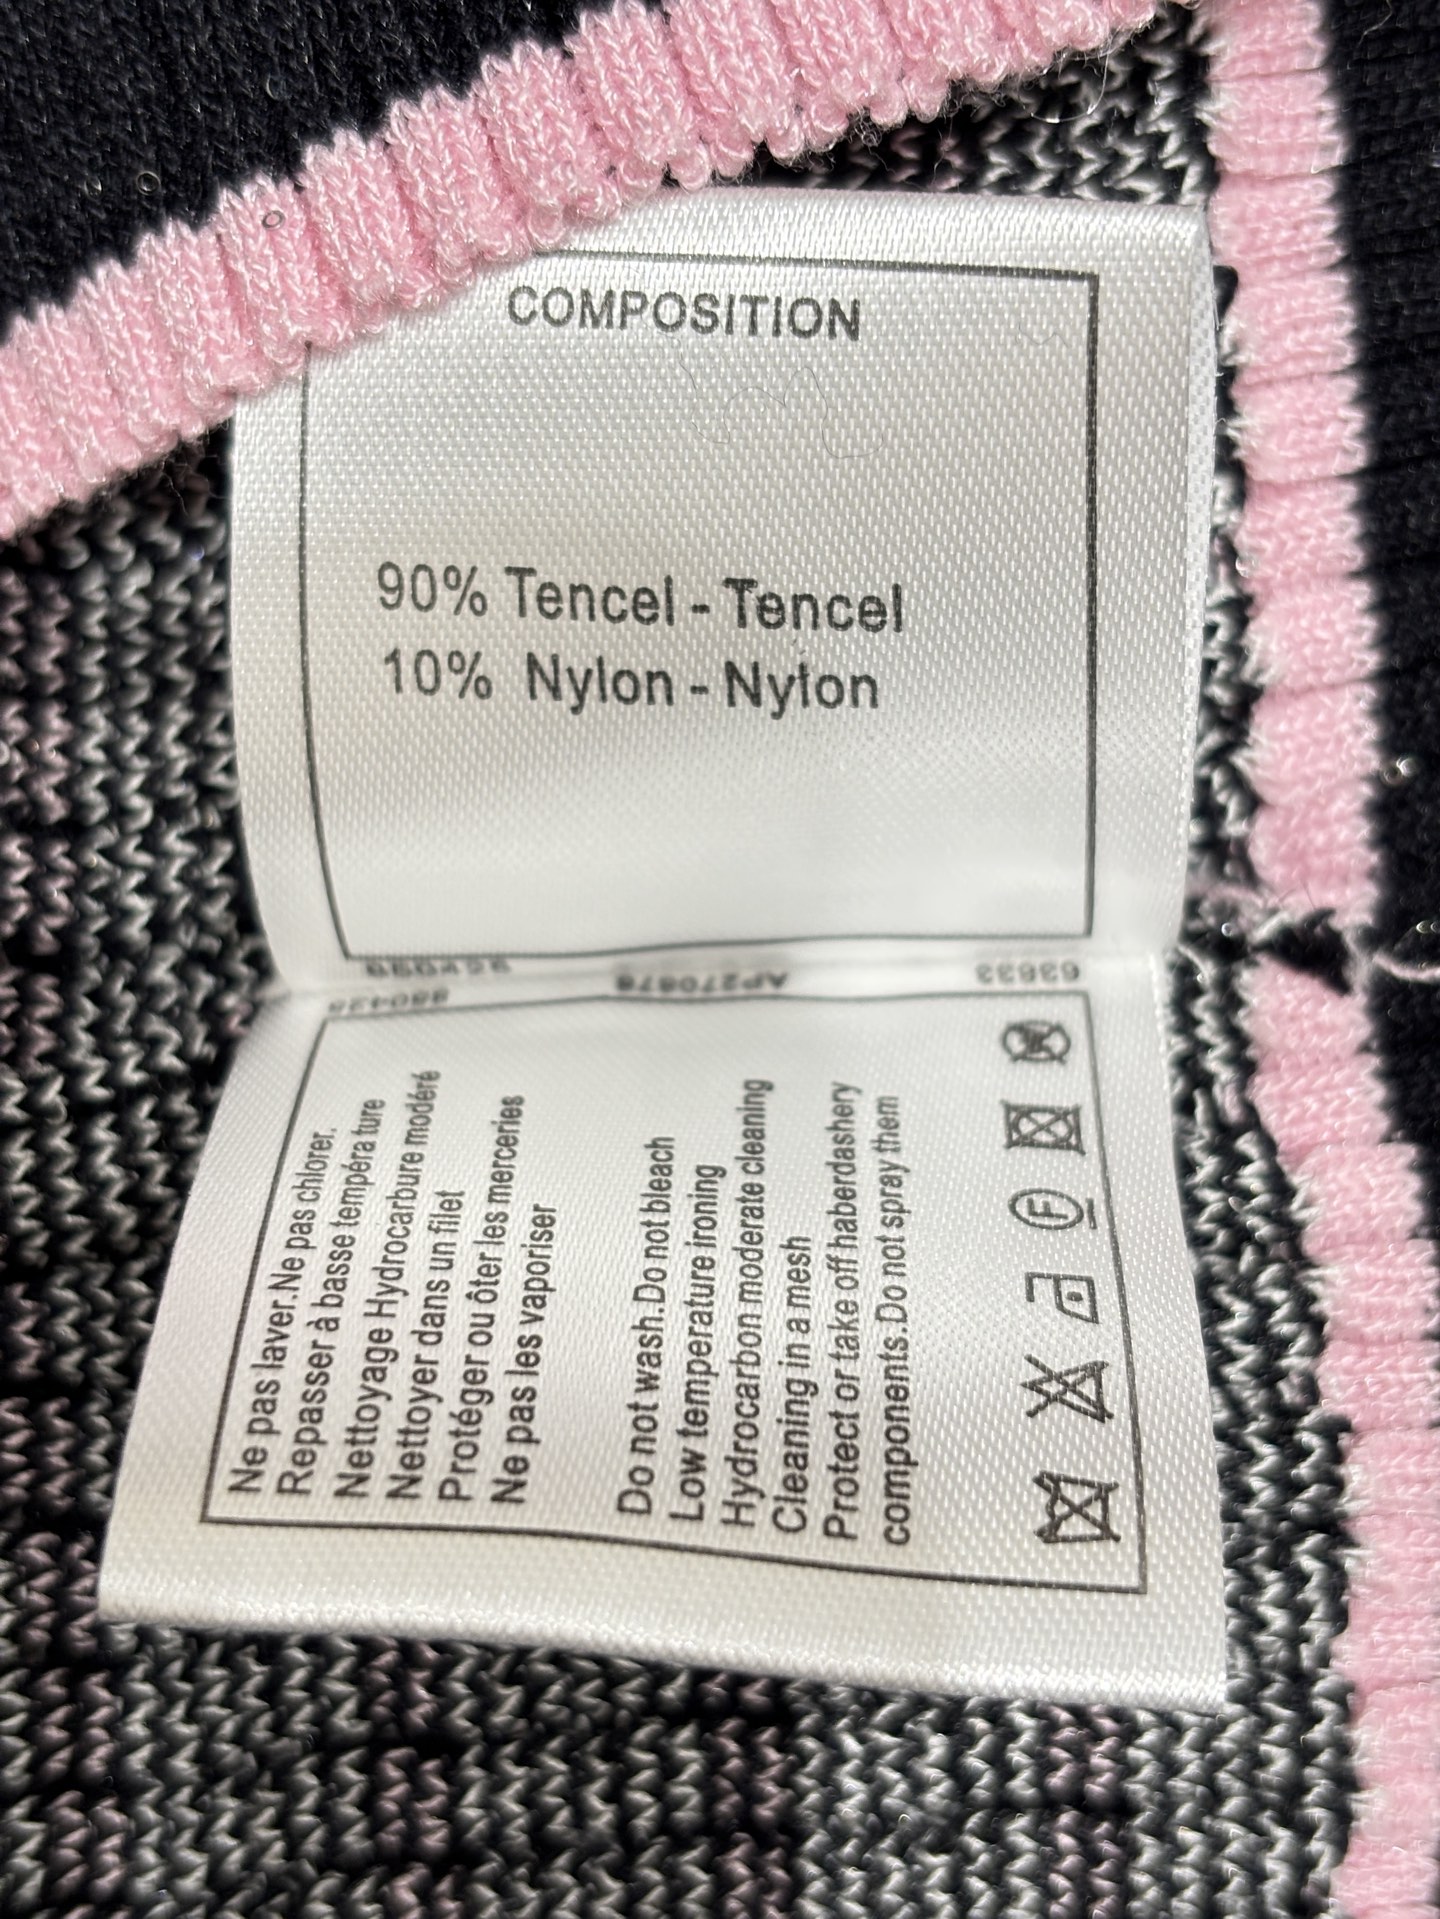 COMPOSITION
90% Tencel - Tencel
10% Nylon - Nylon
63633
Ne pas laver.Ne pas chlorer.
Repasser à basse tempéra ture
Nettoyage Hydrocarbure modéré
Nettoyer dans un filet
Protéger ou ôter les merceries
Ne pas les vaporiser
Do not wash.Do not bleach
Low temperature ironing
Hydrocarbon moderate cleaning
Cleaning in a mesh
Protect or take off haberdashery
components.Do not spray them
F
W